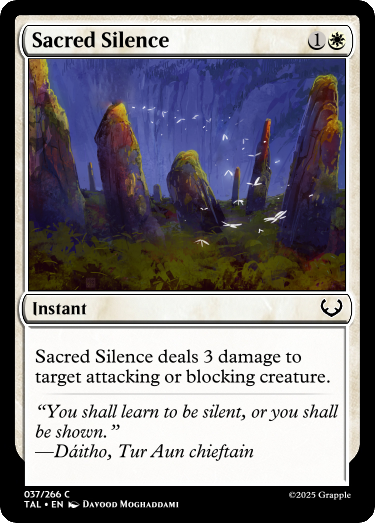 Sacred Silence 1
Instant
Sacred Silence deals 3 damage to
target attacking or blocking creature.
“You shall learn to be silent, or you shall
be shown.”
—Dáitho, Tur Aun chieftain
037/266 C
TAL • EN Davood Moghaddami
©2025 Grapple